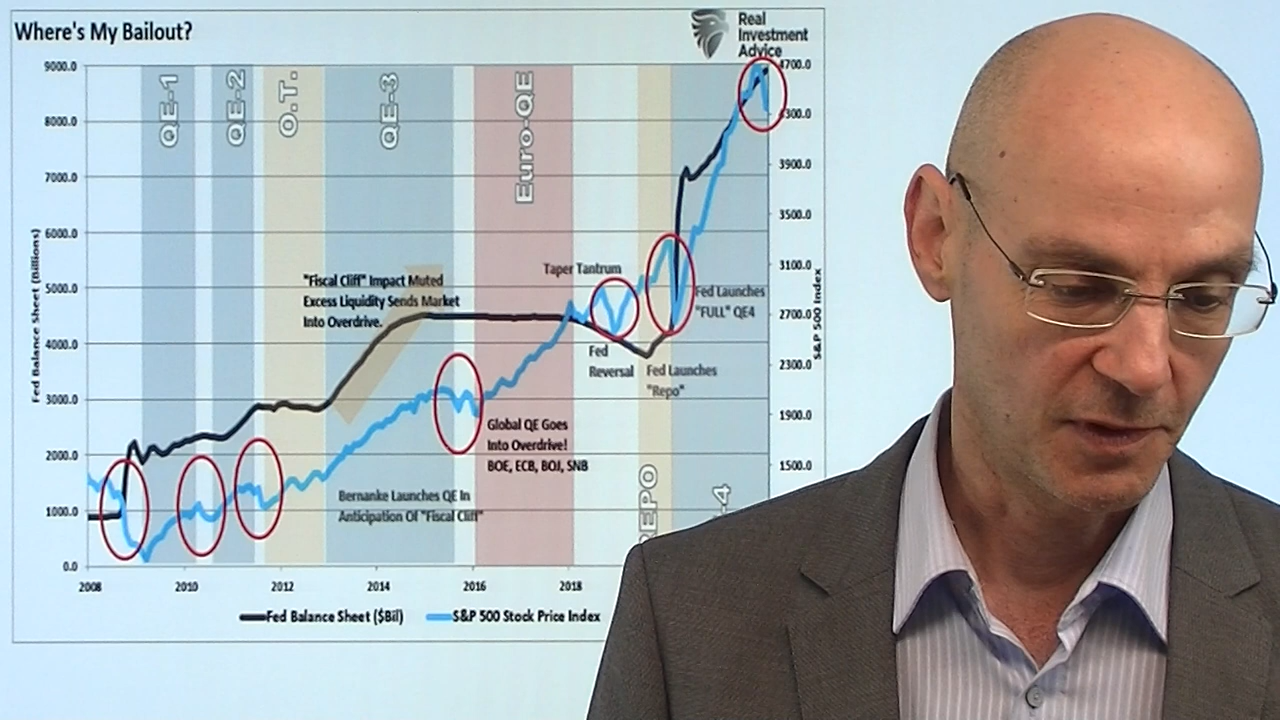 Where's My Bailout?
Real
Investment
Advice
9000.0
8000.0
7000.0
6000.0
5000.0
4000.0
3000.0
2000.0
1000.0
0.0
Fed Balance Sheet (Billions)
QE-1
QE-2
O.T.
QE-3
Euro-QE
4700.0
4300.0
3900.0
3500.0
3100.0
2700.0
2300.0
1900.0
1500.0
S&P 500 Index
"Fiscal Cliff" Impact Muted
Excess Liquidity Sends Market
Into Overdrive.
Taper Tantrum
Fed Launches
"FULL" QE4
Fed
Reversal
Fed Launches
"Repo"
Global QE Goes
Into Overdrive!
BOE, ECB, BOJ, SNB
Bernanke Launches QE In
Anticipation Of "Fiscal Cliff"
EPO
-4
2008
2010
2012
2014
2016
2018
Fed Balance Sheet ($Bil)
S&P 500 Stock Price Index